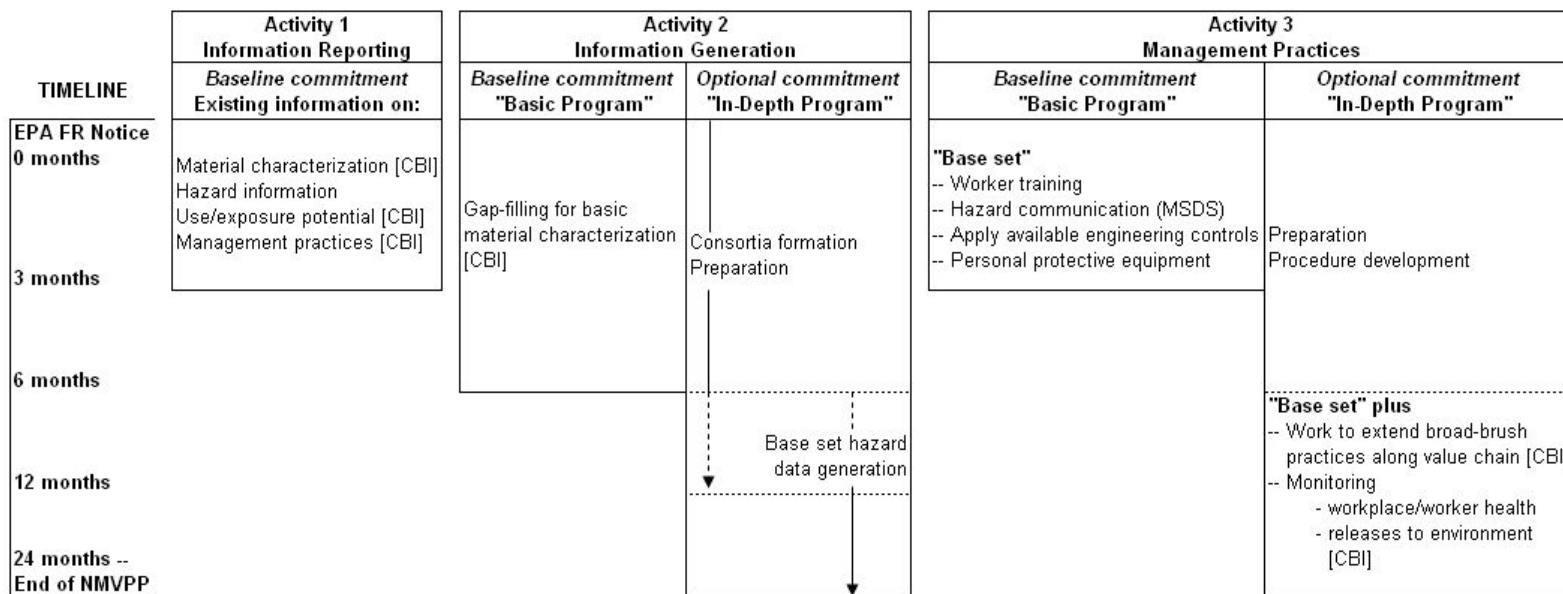 Activity 1
Information Reporting
Activity 2
Information Generation
Activity 3
Management Practices
TIMELINE
Baseline commitment
Existing information on:
Baseline commitment
"Basic Program"
Optional commitment
"In-Depth Program"
Baseline commitment
"Basic Program"
Optional commitment
"In-Depth Program"
EPA FR Notice
0 months
3 months
6 months
12 months
24 months --
End of NMVPP
Material characterization [CBI]
Hazard information
Use/exposure potential [CBI]
Management practices [CBI]
Gap-filling for basic
material characterization
[CBI]
Consortia formation
Preparation
Base set hazard
data generation
"Base set"
-- Worker training
-- Hazard communication (MSDS)
-- Apply available engineering controls
-- Personal protective equipment
Preparation
Procedure development
"Base set" plus
-- Work to extend broad-brush
practices along value chain [CBI
-- Monitoring
- workplace/worker health
- releases to environment
[CBI]